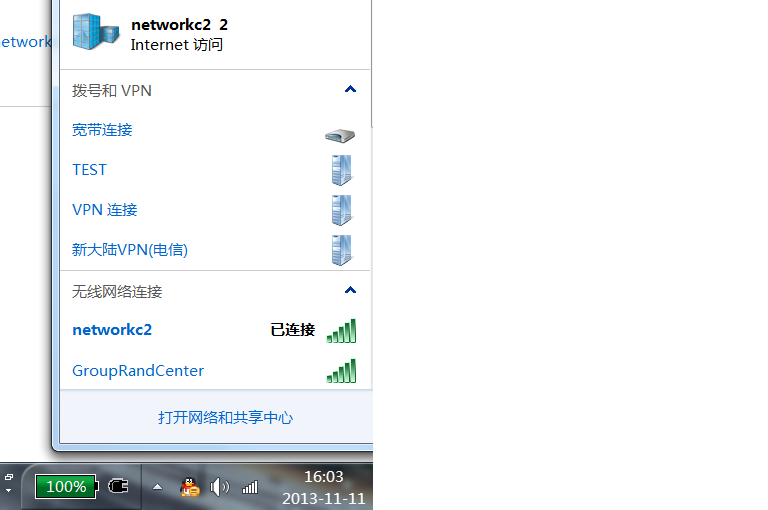 networkc2 2
Internet 访问
etwork
拨号和 VPN
宽带连接
TEST
VPN 连接
新大陆VPN(电信)
无线网络连接
networkc2 已连接
GroupRandCenter
打开网络和共享中心
100%
16:03
2013-11-11